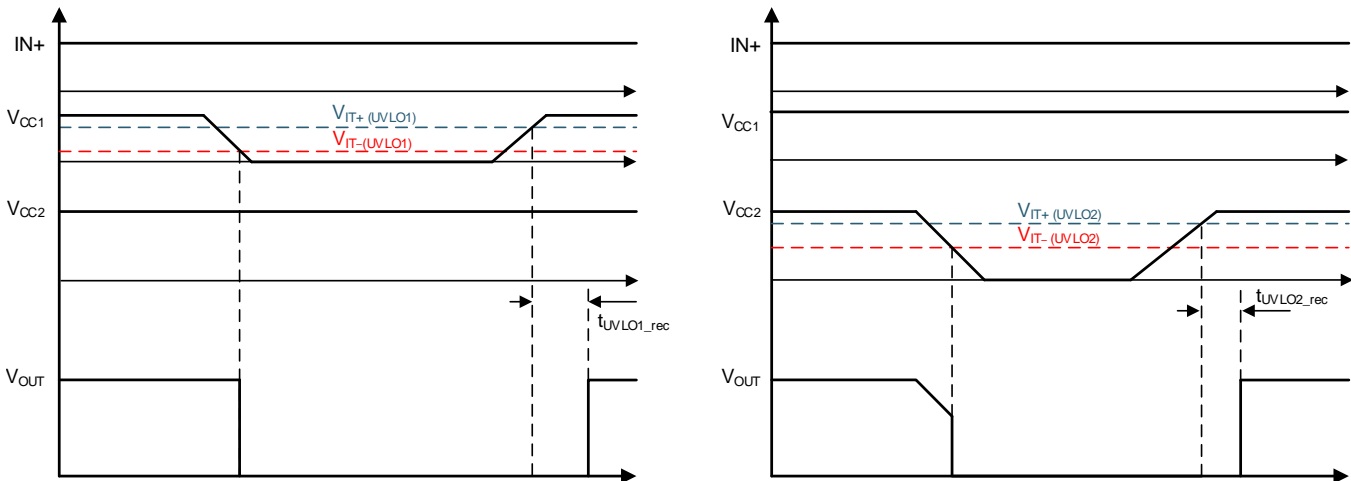 IN+
VCC1
VIT+ (UVLO1)
VIT−(UVLO1)
VCC2
tUVLO1_rec
VOUT
IN+
VCC1
VCC2
VIT+ (UVLO2)
VIT− (UVLO2)
tUVLO2_rec
VOUT